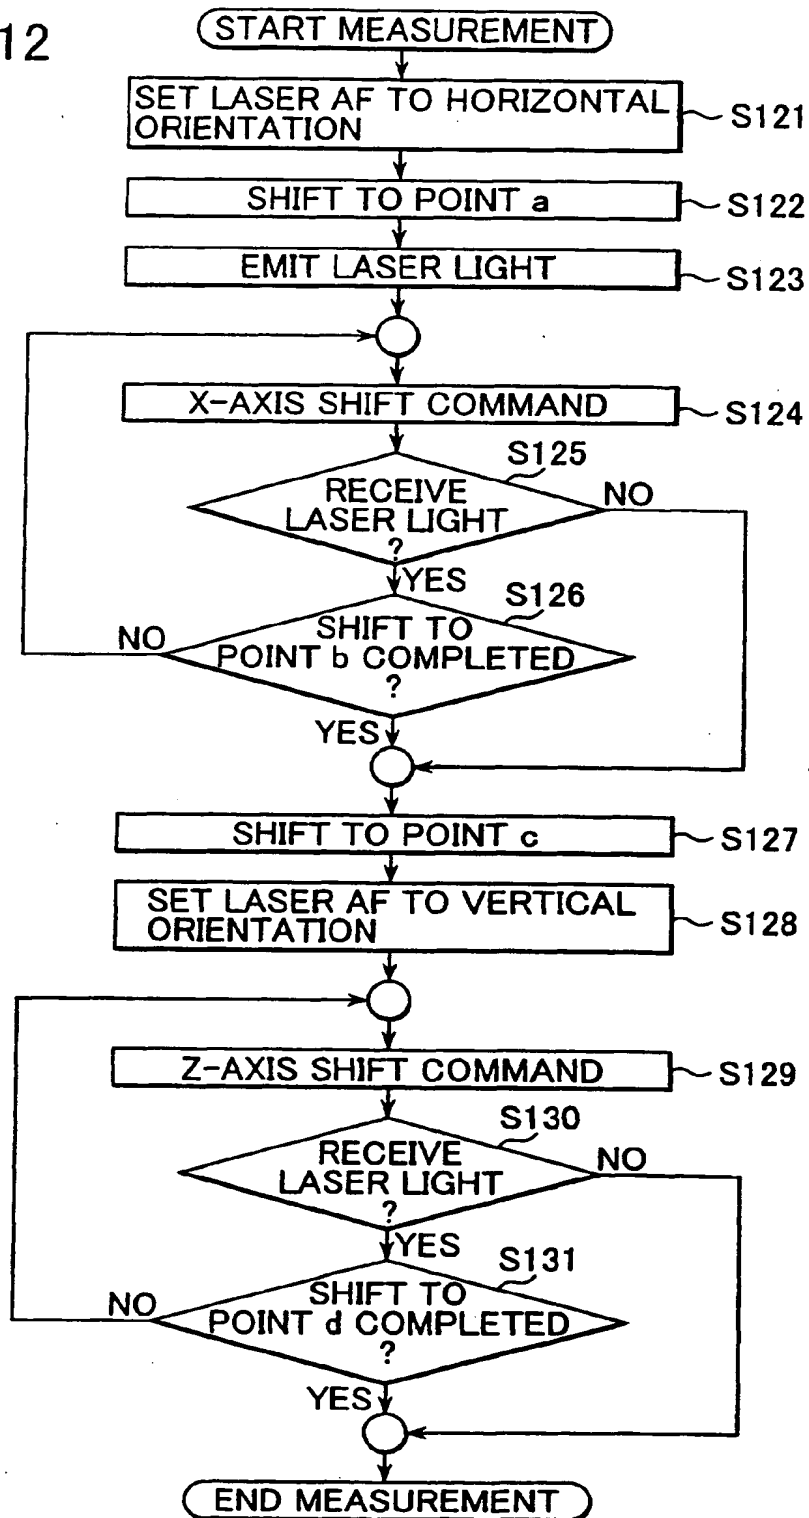 12
START MEASUREMENT
SET LASER AF TO HORIZONTAL
ORIENTATION
S121
SHIFT TO POINT a
S122
EMIT LASER LIGHT
S123
X-AXIS SHIFT COMMAND
S124
S125
RECEIVE
LASER LIGHT
?
NO
YES
S126
SHIFT TO
POINT b COMPLETED
?
NO
YES
SHIFT TO POINT c
S127
SET LASER AF TO VERTICAL
ORIENTATION
S128
Z-AXIS SHIFT COMMAND
S129
S130
RECEIVE
LASER LIGHT
?
NO
YES
S131
SHIFT TO
POINT d COMPLETED
?
NO
YES
END MEASUREMENT